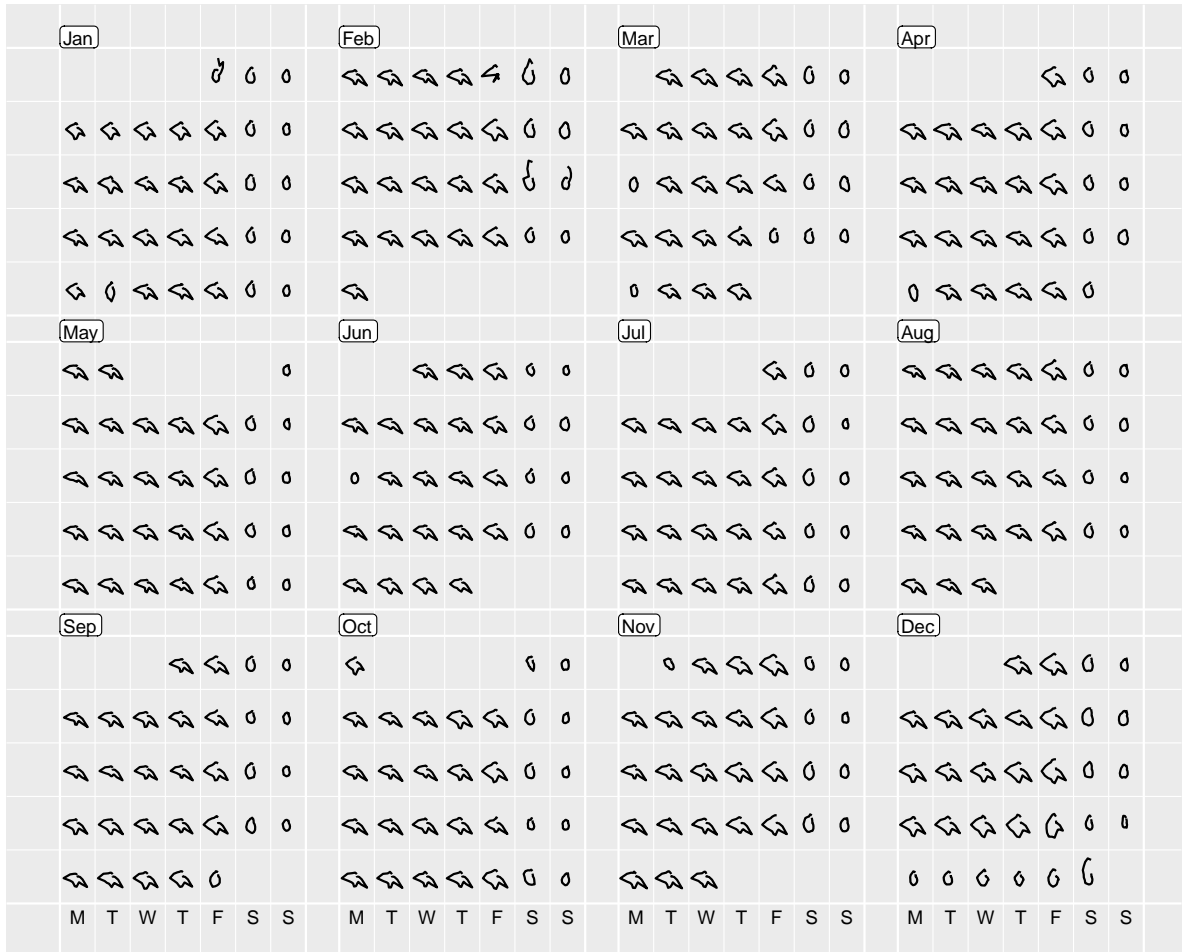 Jan Feb Mar Apr
May Jun Jul Aug
Sep Oct Nov Dec
M T W T F S S M T W T F S S M T W T F S S M T W T F S S